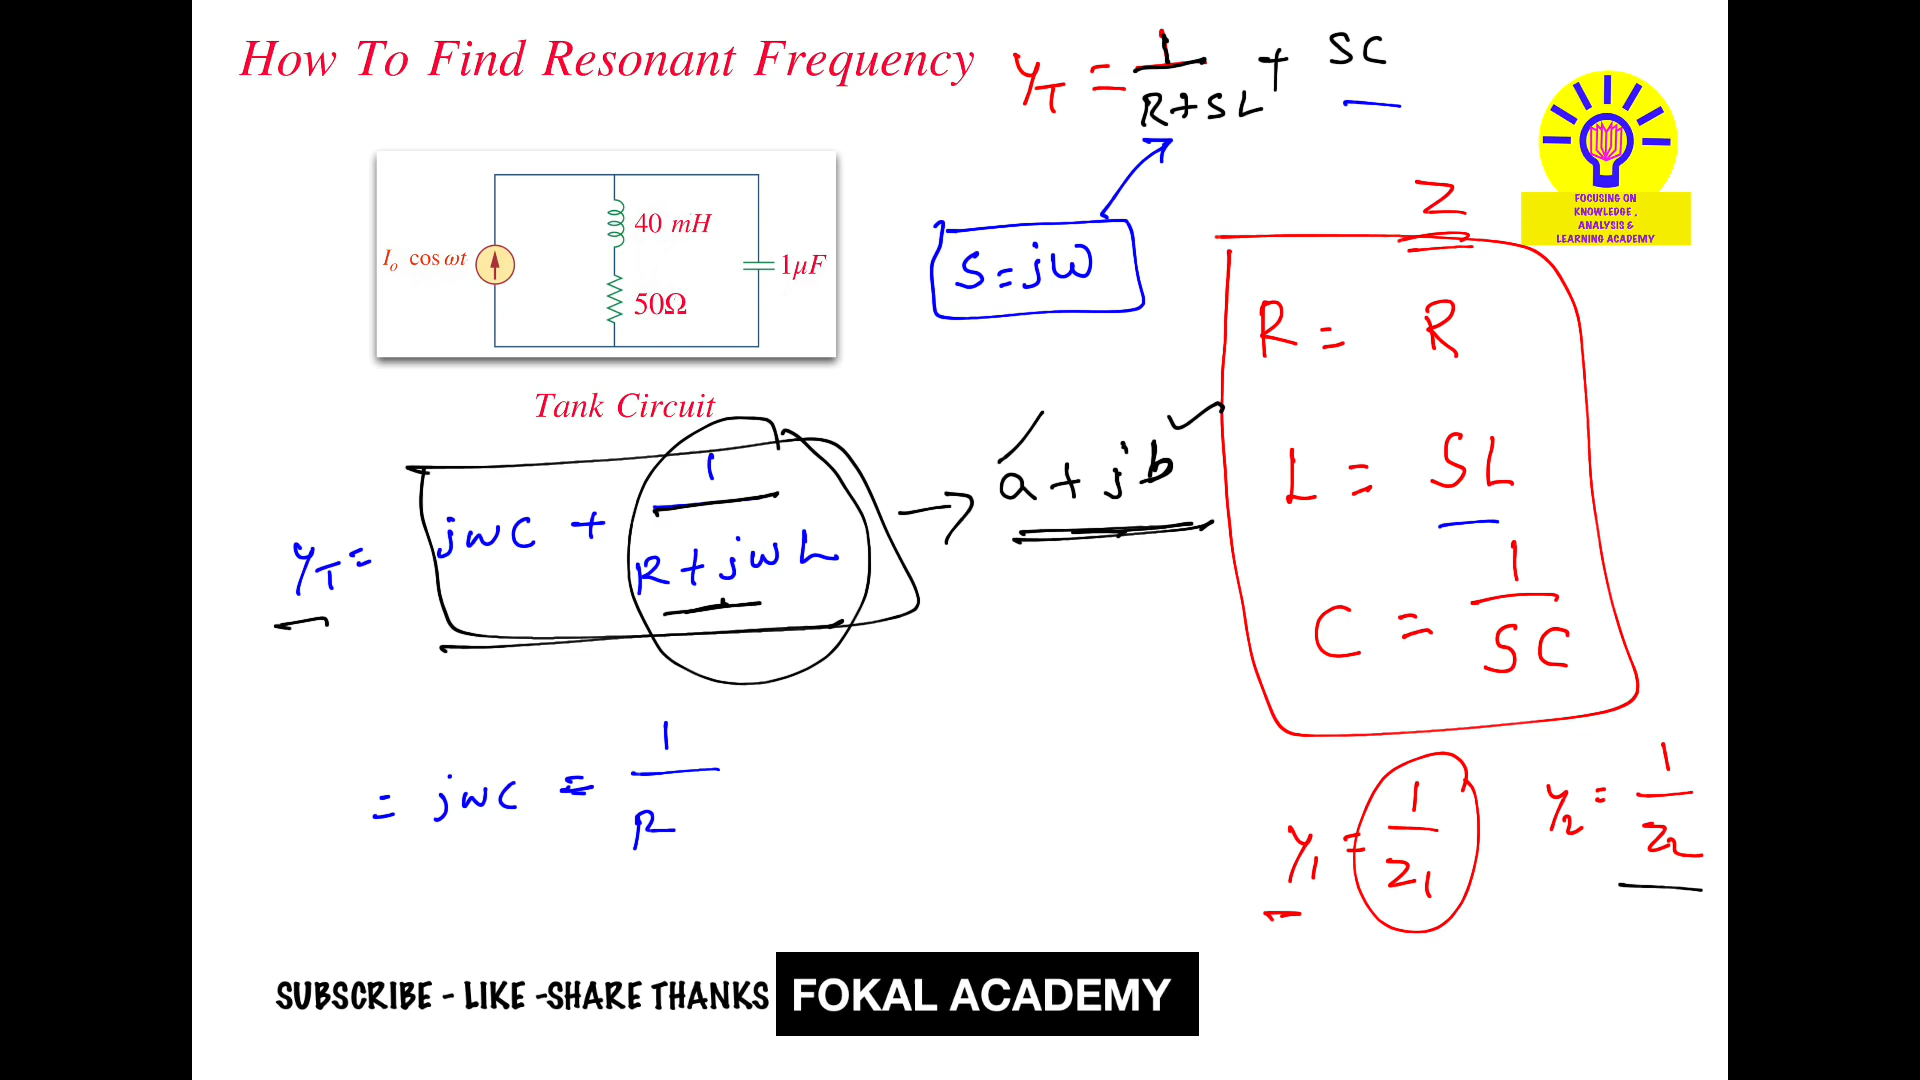 How To Find Resonant Frequency
Y_T = 1/(R+SL) + SC
FOCUSING ON
KNOWLEDGE ,
ANALYSIS &
LEARNING ACADEMY
40 mH
I_o cos ωt
1μF
50Ω
S=jω
Z
R = R
Tank Circuit
L = SL
Y_T = jωC + 1/(R+jωL) → a+jb
C = 1/SC
= jωC = 1/R
Y_1 = 1/Z_1
Y_2 = 1/Z_2
SUBSCRIBE - LIKE -SHARE THANKS
FOKAL ACADEMY